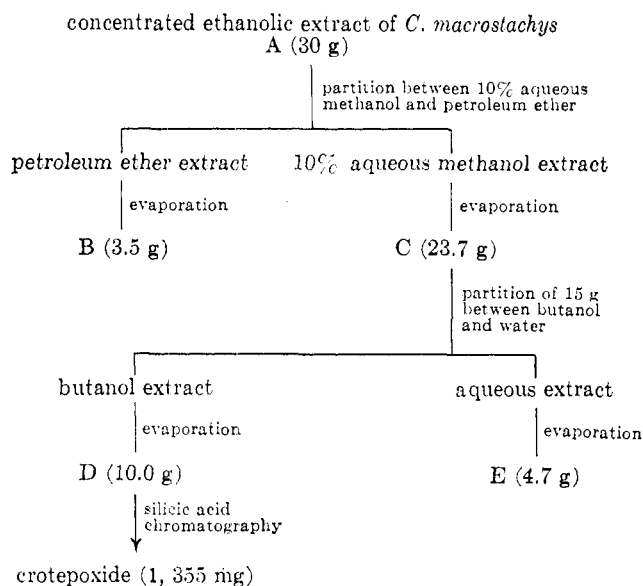 concentrated ethanolic extract of C. macrostachys
A (30 g)
partition between 10% aqueous
methanol and petroleum ether
petroleum ether extract
10% aqueous methanol extract
evaporation
evaporation
B (3.5 g)
C (23.7 g)
partition of 15 g
between butanol
and water
butanol extract
aqueous extract
evaporation
evaporation
D (10.0 g)
E (4.7 g)
silicic acid
chromatography
crotepoxide (1, 355 mg)